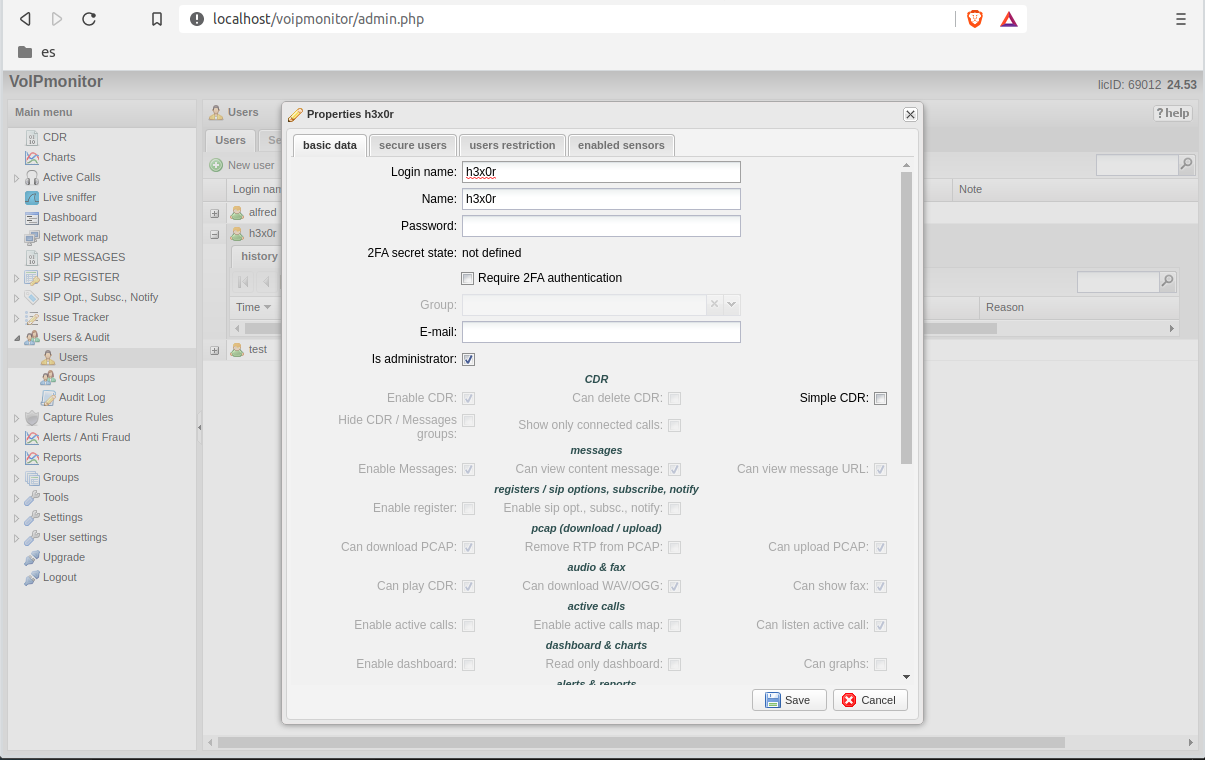 localhost/voipmonitor/admin.php
es
VoIPmonitor
licID: 69012 24.53
Main menu
CDR
Charts
Active Calls
Live sniffer
Dashboard
Network map
SIP MESSAGES
SIP REGISTER
SIP Opt., Subsc., Notify
Issue Tracker
Users & Audit
Users
Groups
Audit Log
Capture Rules
Alerts / Anti Fraud
Reports
Groups
Tools
Settings
User settings
Upgrade
Logout
Users
? help
Users
Se
New user
Login nam
Note
alfred
h3x0r
history
Time
Reason
test
Properties h3x0r
basic data secure users users restriction enabled sensors
Login name: h3x0r
Name: h3x0r
Password:
2FA secret state: not defined
Require 2FA authentication
Group:
E-mail:
Is administrator:
CDR
Enable CDR: Can delete CDR: Simple CDR:
Hide CDR / Messages
groups: Show only connected calls:
messages
Enable Messages: Can view content message: Can view message URL:
registers / sip options, subscribe, notify
Enable register: Enable sip opt., subsc., notify:
pcap (download / upload)
Can download PCAP: Remove RTP from PCAP: Can upload PCAP:
audio & fax
Can play CDR: Can download WAV/OGG: Can show fax:
active calls
Enable active calls: Enable active calls map: Can listen active call:
dashboard & charts
Enable dashboard: Read only dashboard: Can graphs:
alerts & reports
Save Cancel